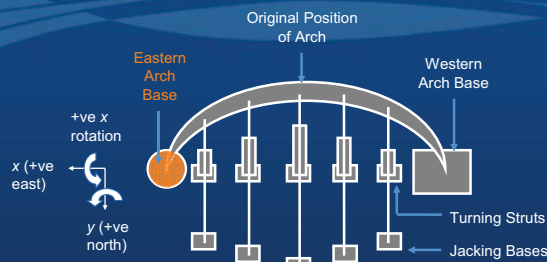 Original Position
of Arch
Eastern
Arch
Base
Western
Arch Base
+ve x
rotation
x (+ve
east)
y (+ve
north)
Turning Struts
Jacking Bases